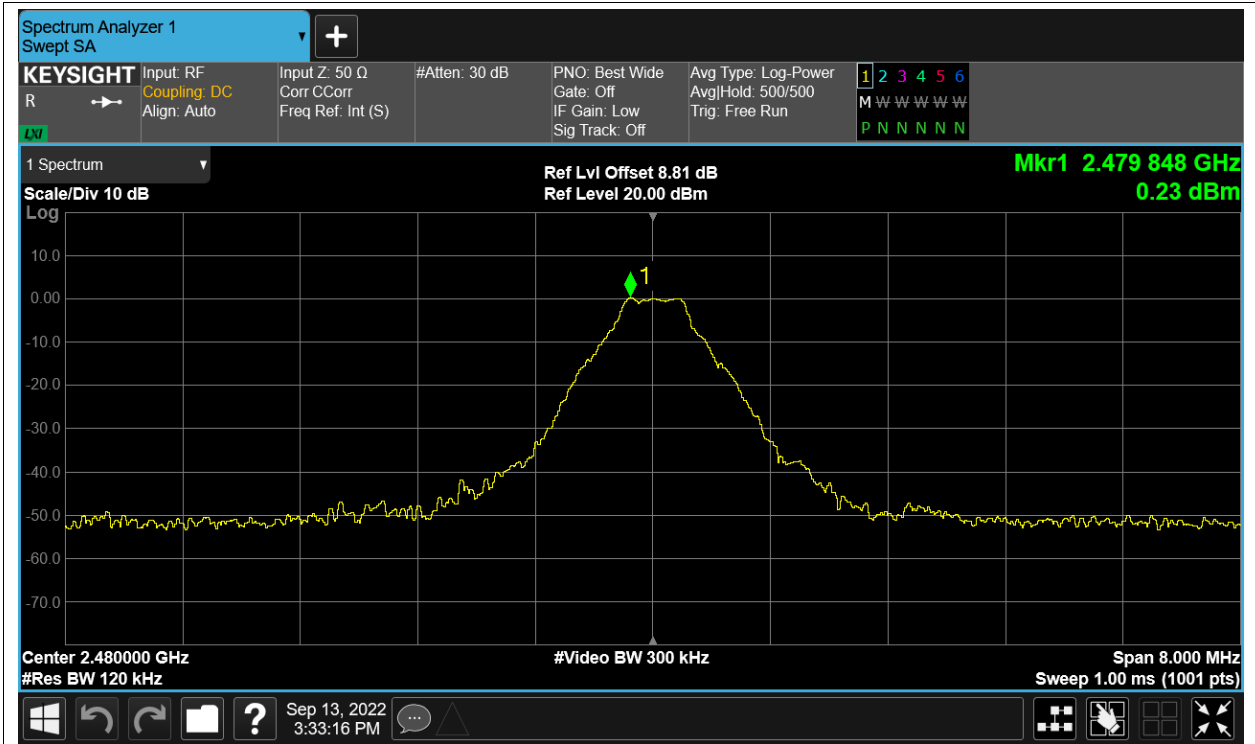 Spectrum Analyzer 1
Swept SA
KEYSIGHT
R
LXI
Input: RF
Coupling: DC
Align: Auto
Input Z: 50 Ω
Corr CCorr
Freq Ref: Int (S)
#Atten: 30 dB
PNO: Best Wide
Gate: Off
IF Gain: Low
Sig Track: Off
Avg Type: Log-Power
Avg|Hold: 500/500
Trig: Free Run
1 2 3 4 5 6
M W W W W W
P N N N N N
1 Spectrum
Scale/Div 10 dB
Log
Ref Lvl Offset 8.81 dB
Ref Level 20.00 dBm
Mkr1 2.479 848 GHz
0.23 dBm
10.0
1
0.00
-10.0
-20.0
-30.0
-40.0
-50.0
-60.0
-70.0
Center 2.480000 GHz
#Res BW 120 kHz
#Video BW 300 kHz
Span 8.000 MHz
Sweep 1.00 ms (1001 pts)
?
Sep 13, 2022
3:33:16 PM